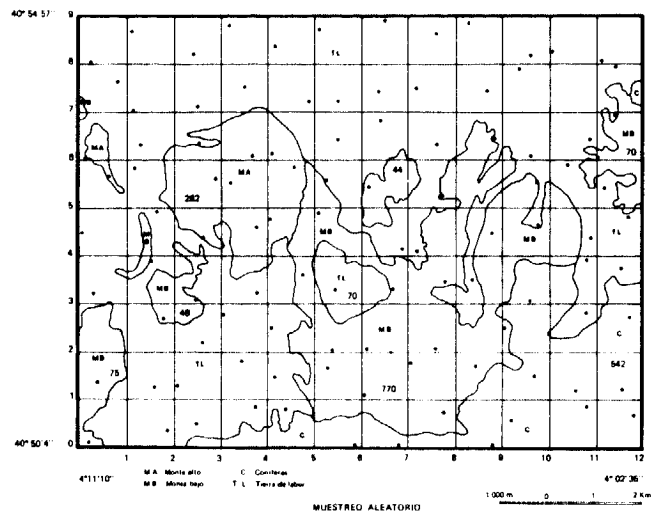 40° 54' 57"
9
8
7
6
5
4
3
2
1
0
40° 50' 4"
TL
C
MB
70
MA
MA
282
44
MB
MB
TL
MB
48
TL
70
MB
C
MB
75
TL
770
642
C
C
1 2 3 4 5 6 7 8 9 10 11 12
4° 11' 10"
4° 02' 36"
M A Monte alto C Coníferas
M B Monte bajo T L Tierra de labor
1 000 m 0 1 2 Km
MUESTREO ALEATORIO